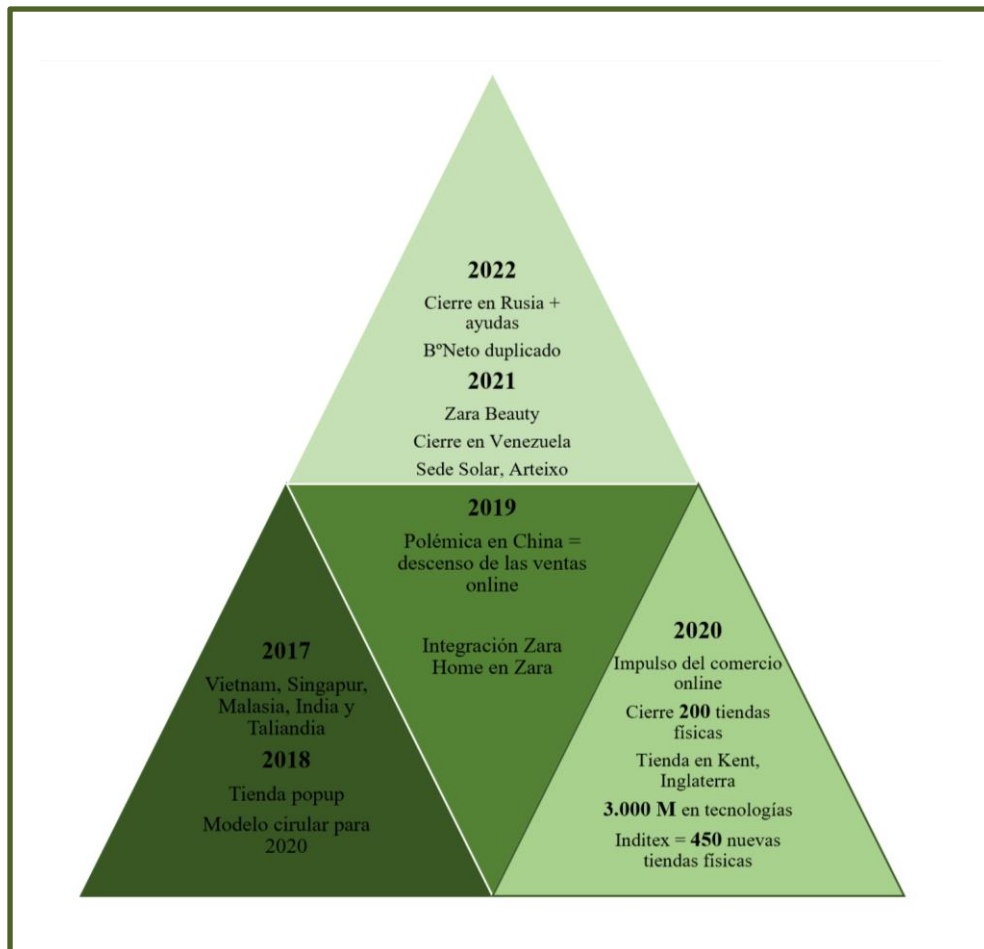 2022
Cierre en Rusia +
ayudas
BºNeto duplicado
2021
Zara Beauty
Cierre en Venezuela
Sede Solar, Arteixo
2019
Polémica en China =
descenso de las ventas
online
Integración Zara
Home en Zara
2017
Vietnam, Singapur,
Malasia, India y
Taliandia
2018
Tienda popup
Modelo cirular para
2020
2020
Impulso del comercio
online
Cierre 200 tiendas
físicas
Tienda en Kent,
Inglaterra
3.000 M en tecnologías
Inditex = 450 nuevas
tiendas físicas